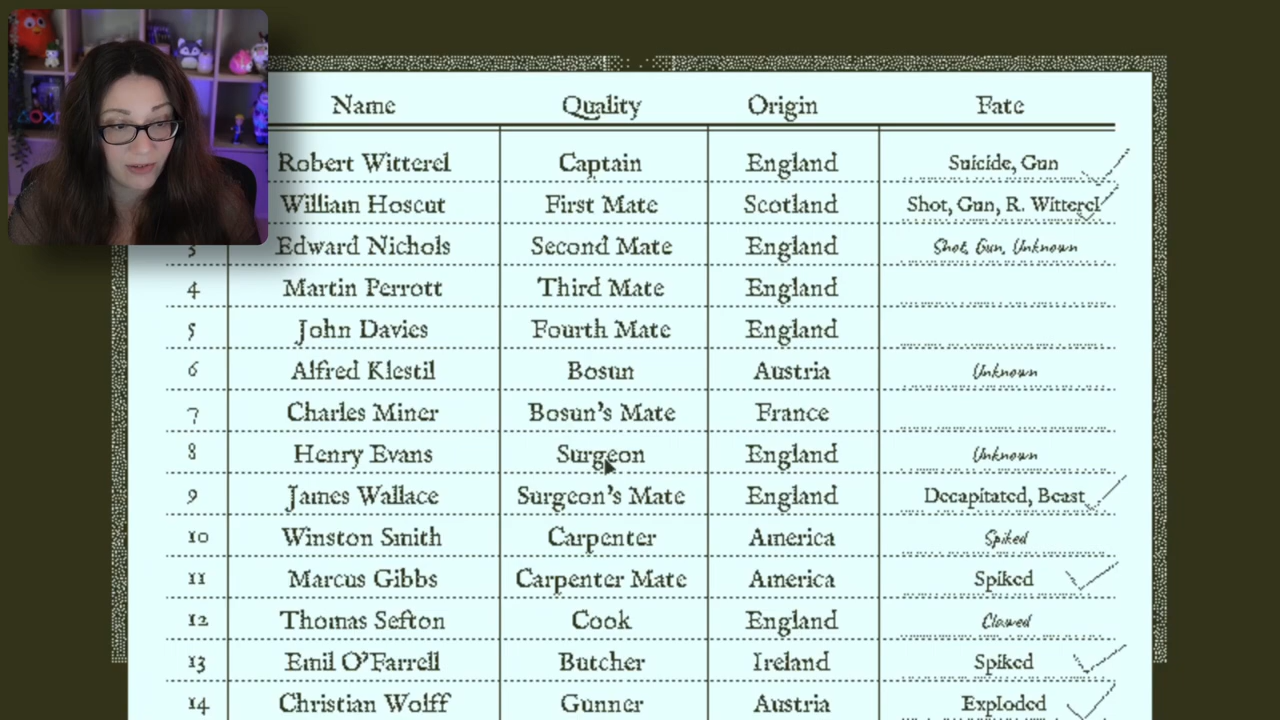 Name Quality Origin Fate
Robert Witterel Captain England Suicide, Gun
William Hoscut First Mate Scotland Shot, Gun, R. Witterel
3 Edward Nichols Second Mate England Shot, Gun, Unknown
4 Martin Perrott Third Mate England
5 John Davies Fourth Mate England
6 Alfred Klestil Bosun Austria Unknown
7 Charles Miner Bosun's Mate France
8 Henry Evans Surgeon England Unknown
9 James Wallace Surgeon's Mate England Decapitated, Beast
10 Winston Smith Carpenter America Spiked
11 Marcus Gibbs Carpenter Mate America Spiked
12 Thomas Sefton Cook England Clawed
13 Emil O'Farrell Butcher Ireland Spiked
14 Christian Wolff Gunner Austria Exploded